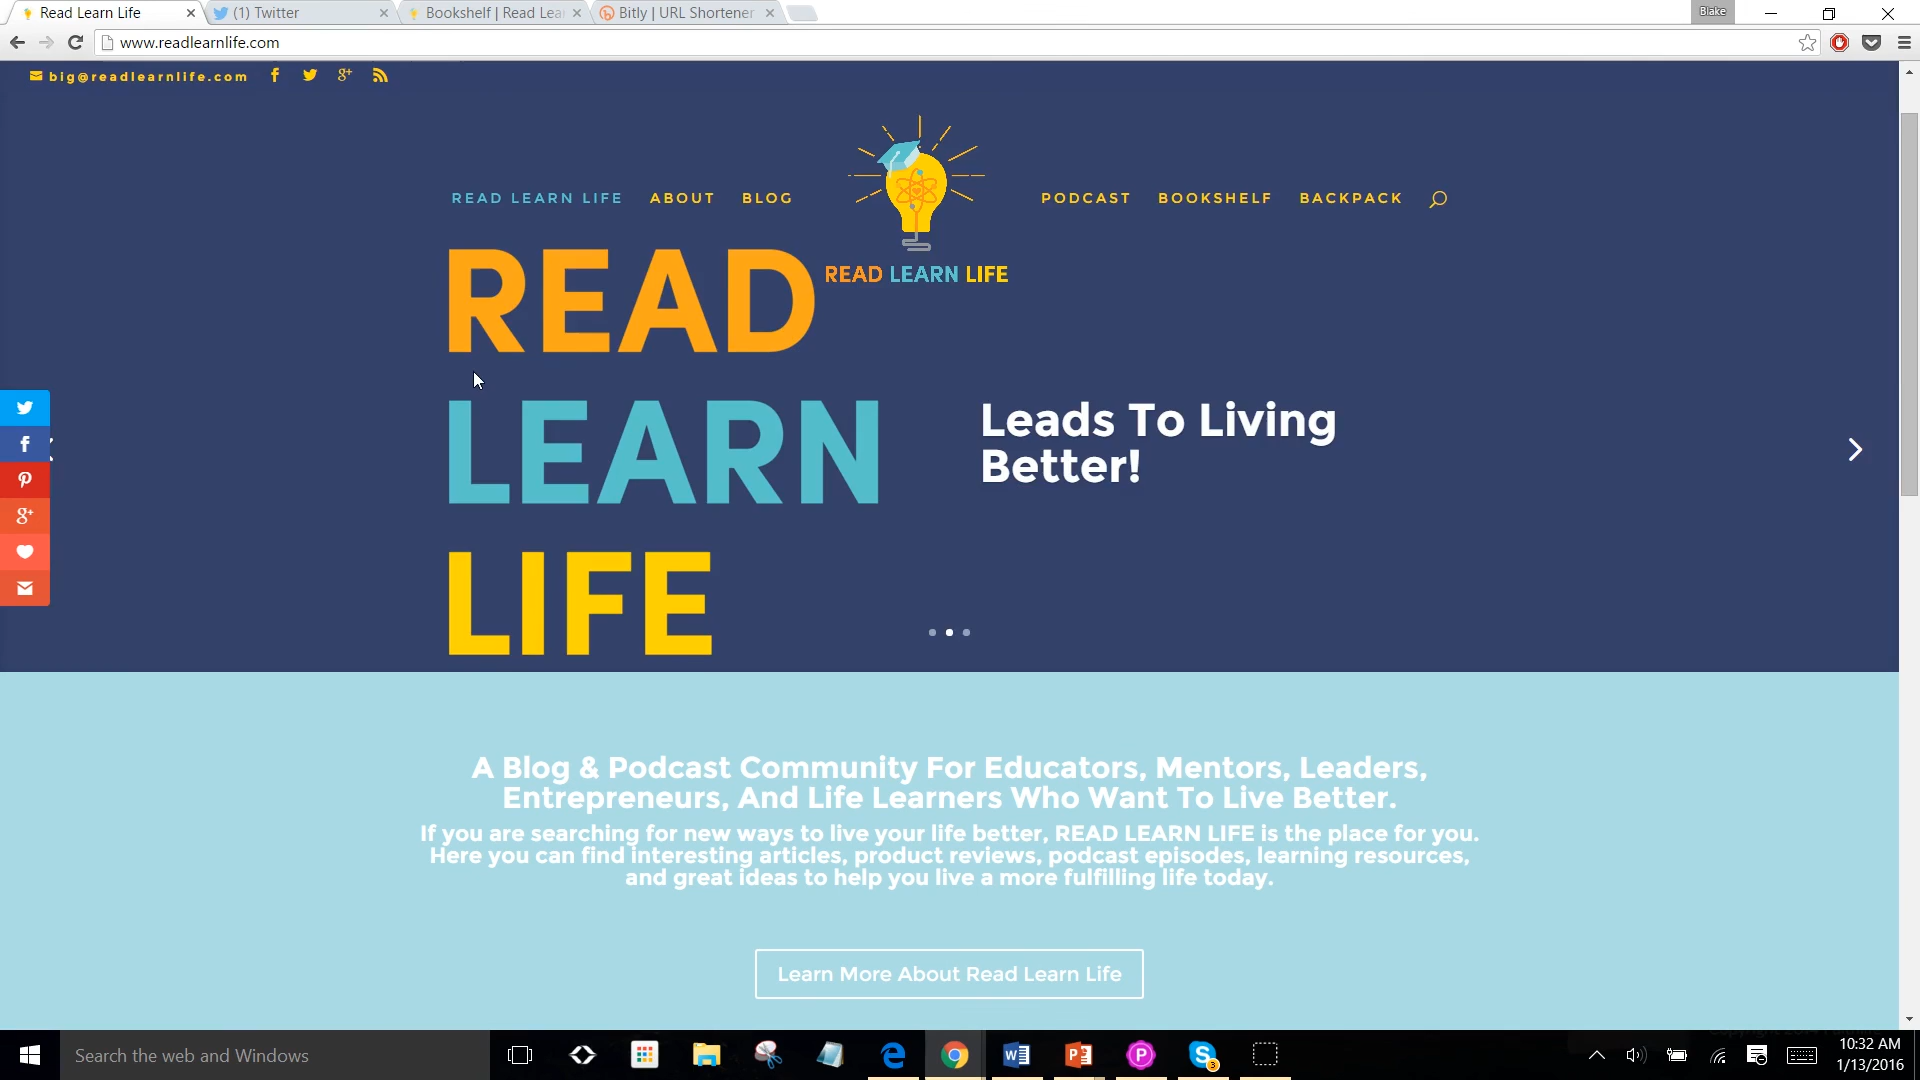 Read Learn Life
(1) Twitter
Bookshelf | Read Lea
Bitly | URL Shortener
Blake
www.readlearnlife.com
big@readlearnlife.com
READ LEARN LIFE
ABOUT
BLOG
PODCAST
BOOKSHELF
BACKPACK
READ LEARN LIFE
READ
LEARN
LIFE
Leads To Living
Better!
A Blog & Podcast Community For Educators, Mentors, Leaders,
Entrepreneurs, And Life Learners Who Want To Live Better.
If you are searching for new ways to live your life better, READ LEARN LIFE is the place for you.
Here you can find interesting articles, product reviews, podcast episodes, learning resources,
and great ideas to help you live a more fulfilling life today.
Learn More About Read Learn Life
Search the web and Windows
3
10:32 AM
1/13/2016